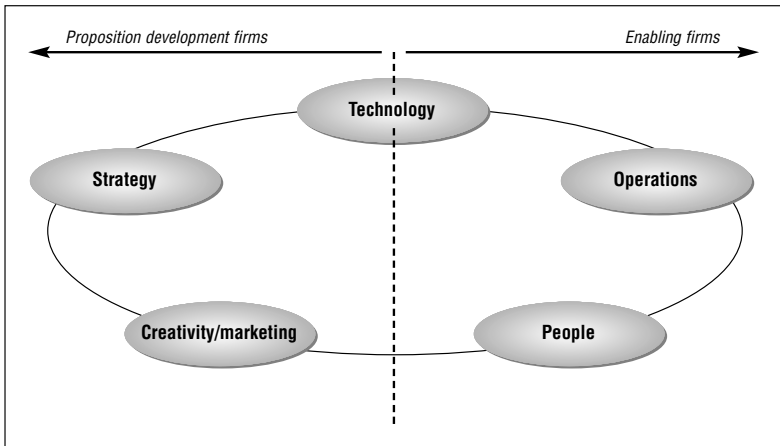 Proposition development firms
Enabling firms
Technology
Strategy
Operations
Creativity/marketing
People